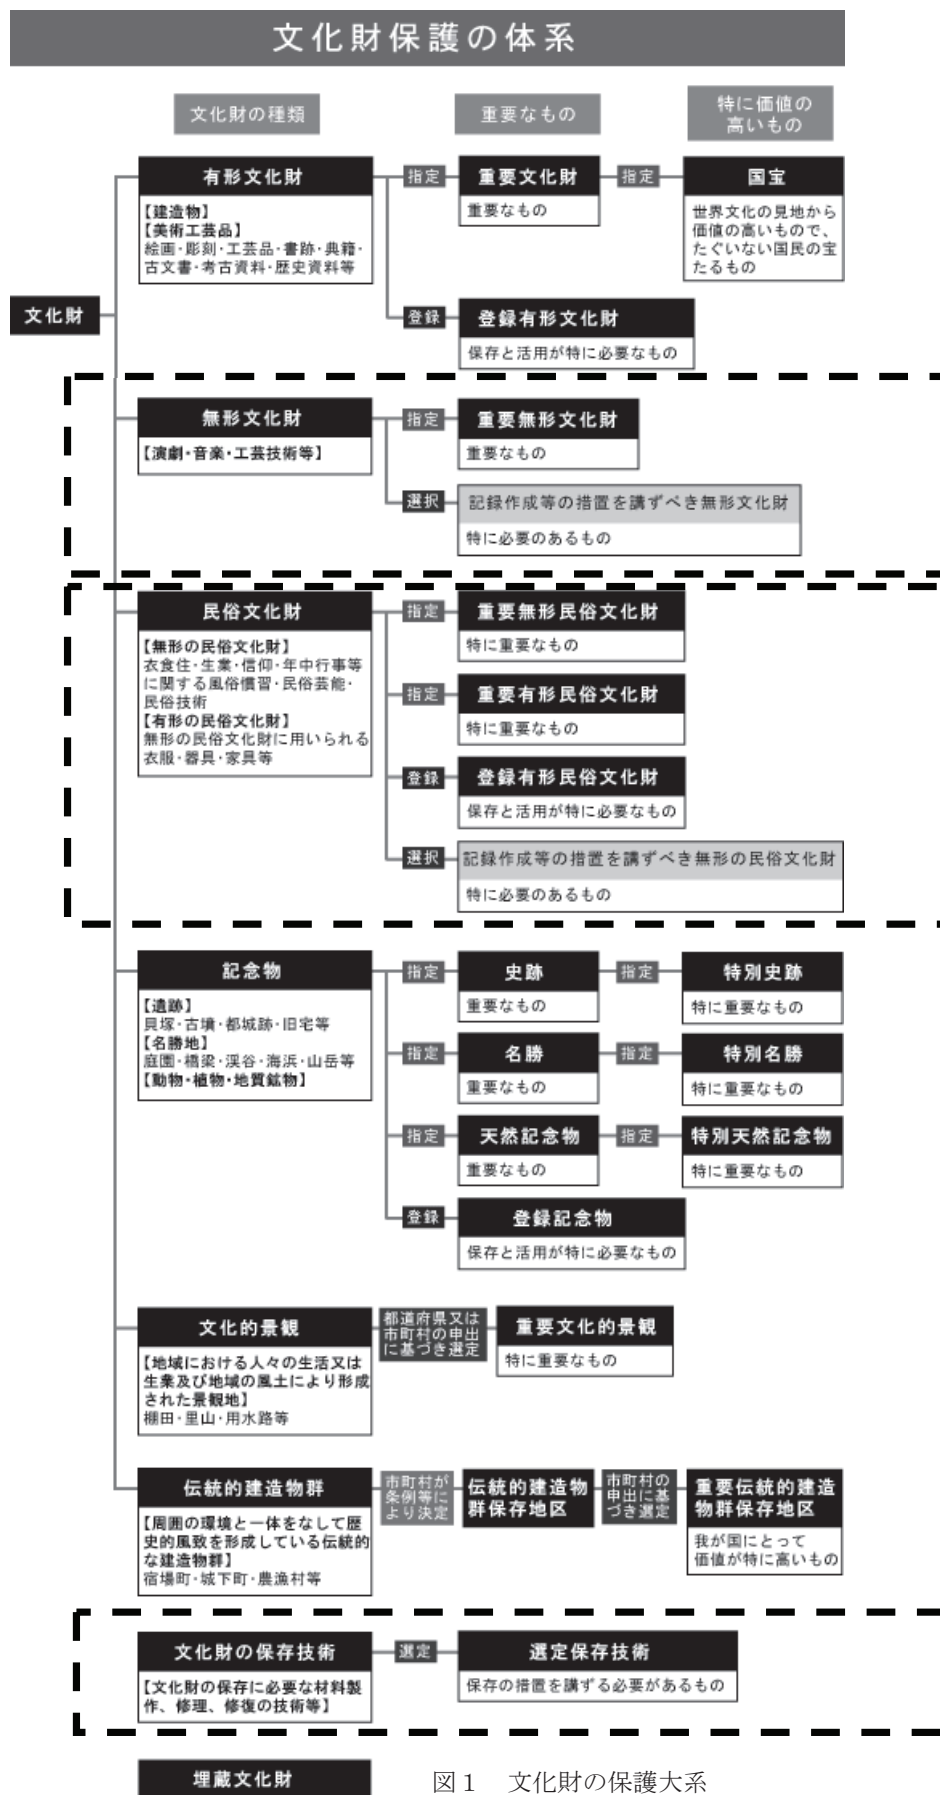 文化財保護の体系
文化財の種類
重要なもの
特に価値の
高いもの
文化財
有形文化財
【建造物】
【美術工芸品】
絵画・彫刻・工芸品・書跡・典籍・
古文書・考古資料・歴史資料等
指定
重要文化財
重要なもの
指定
国宝
世界文化の見地から
価値の高いもので、
たぐいない国民の宝
たるもの
登録
登録有形文化財
保存と活用が特に必要なもの
無形文化財
【演劇・音楽・工芸技術等】
指定
重要無形文化財
重要なもの
選択
記録作成等の措置を講ずべき無形文化財
特に必要のあるもの
民俗文化財
【無形の民俗文化財】
衣食住・生業・信仰・年中行事等
に関する風俗慣習・民俗芸能・
民俗技術
【有形の民俗文化財】
無形の民俗文化財に用いられる
衣服・器具・家具等
指定
重要無形民俗文化財
特に重要なもの
指定
重要有形民俗文化財
特に重要なもの
登録
登録有形民俗文化財
保存と活用が特に必要なもの
選択
記録作成等の措置を講ずべき無形の民俗文化財
特に必要のあるもの
記念物
【遺跡】
貝塚・古墳・都城跡・旧宅等
【名勝地】
庭園・橋梁・渓谷・海浜・山岳等
【動物・植物・地質鉱物】
指定
史跡
重要なもの
指定
特別史跡
特に重要なもの
指定
名勝
重要なもの
指定
特別名勝
特に重要なもの
指定
天然記念物
重要なもの
指定
特別天然記念物
特に重要なもの
登録
登録記念物
保存と活用が特に必要なもの
文化的景観
【地域における人々の生活又は
生業及び地域の風土により形成
された景観地】
棚田・里山・用水路等
都道府県又は
市町村の申出
に基づき選定
重要文化的景観
特に重要なもの
伝統的建造物群
【周囲の環境と一体をなして歴
史的風致を形成している伝統的
な建造物群】
宿場町・城下町・農漁村等
市町村が
条例等に
より決定
伝統的建造物
群保存地区
市町村の
申出に基
づき選定
重要伝統的建造
物群保存地区
我が国にとって
価値が特に高いもの
文化財の保存技術
【文化財の保存に必要な材料製
作、修理、修復の技術等】
選定
選定保存技術
保存の措置を講ずる必要があるもの
埋蔵文化財
図１　文化財の保護大系